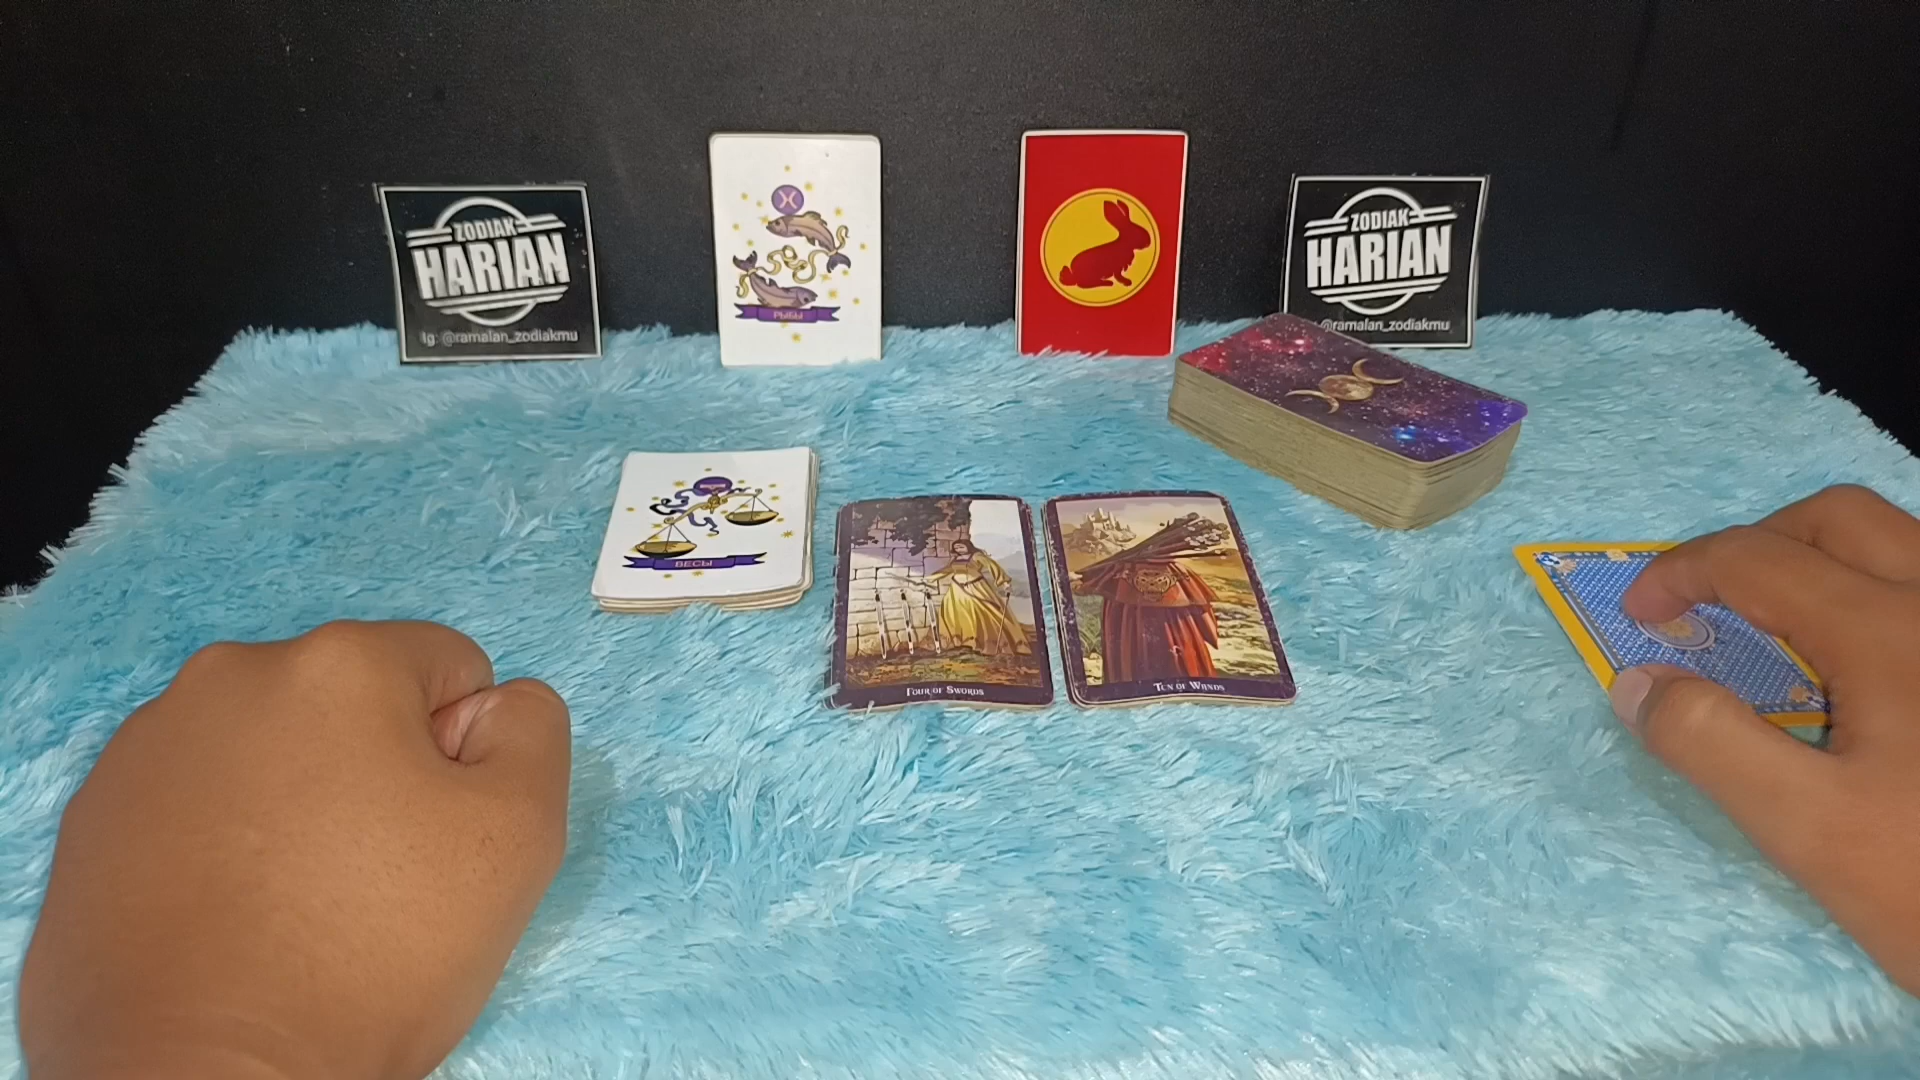 ZODIAK
HARIAN
Ig: @ramalan_zodiakmu
РЫБЫ
ZODIAK
HARIAN
@ramalan_zodiakmu
ВЕСЫ
FOUR OF SWORDS
TEN OF WANDS